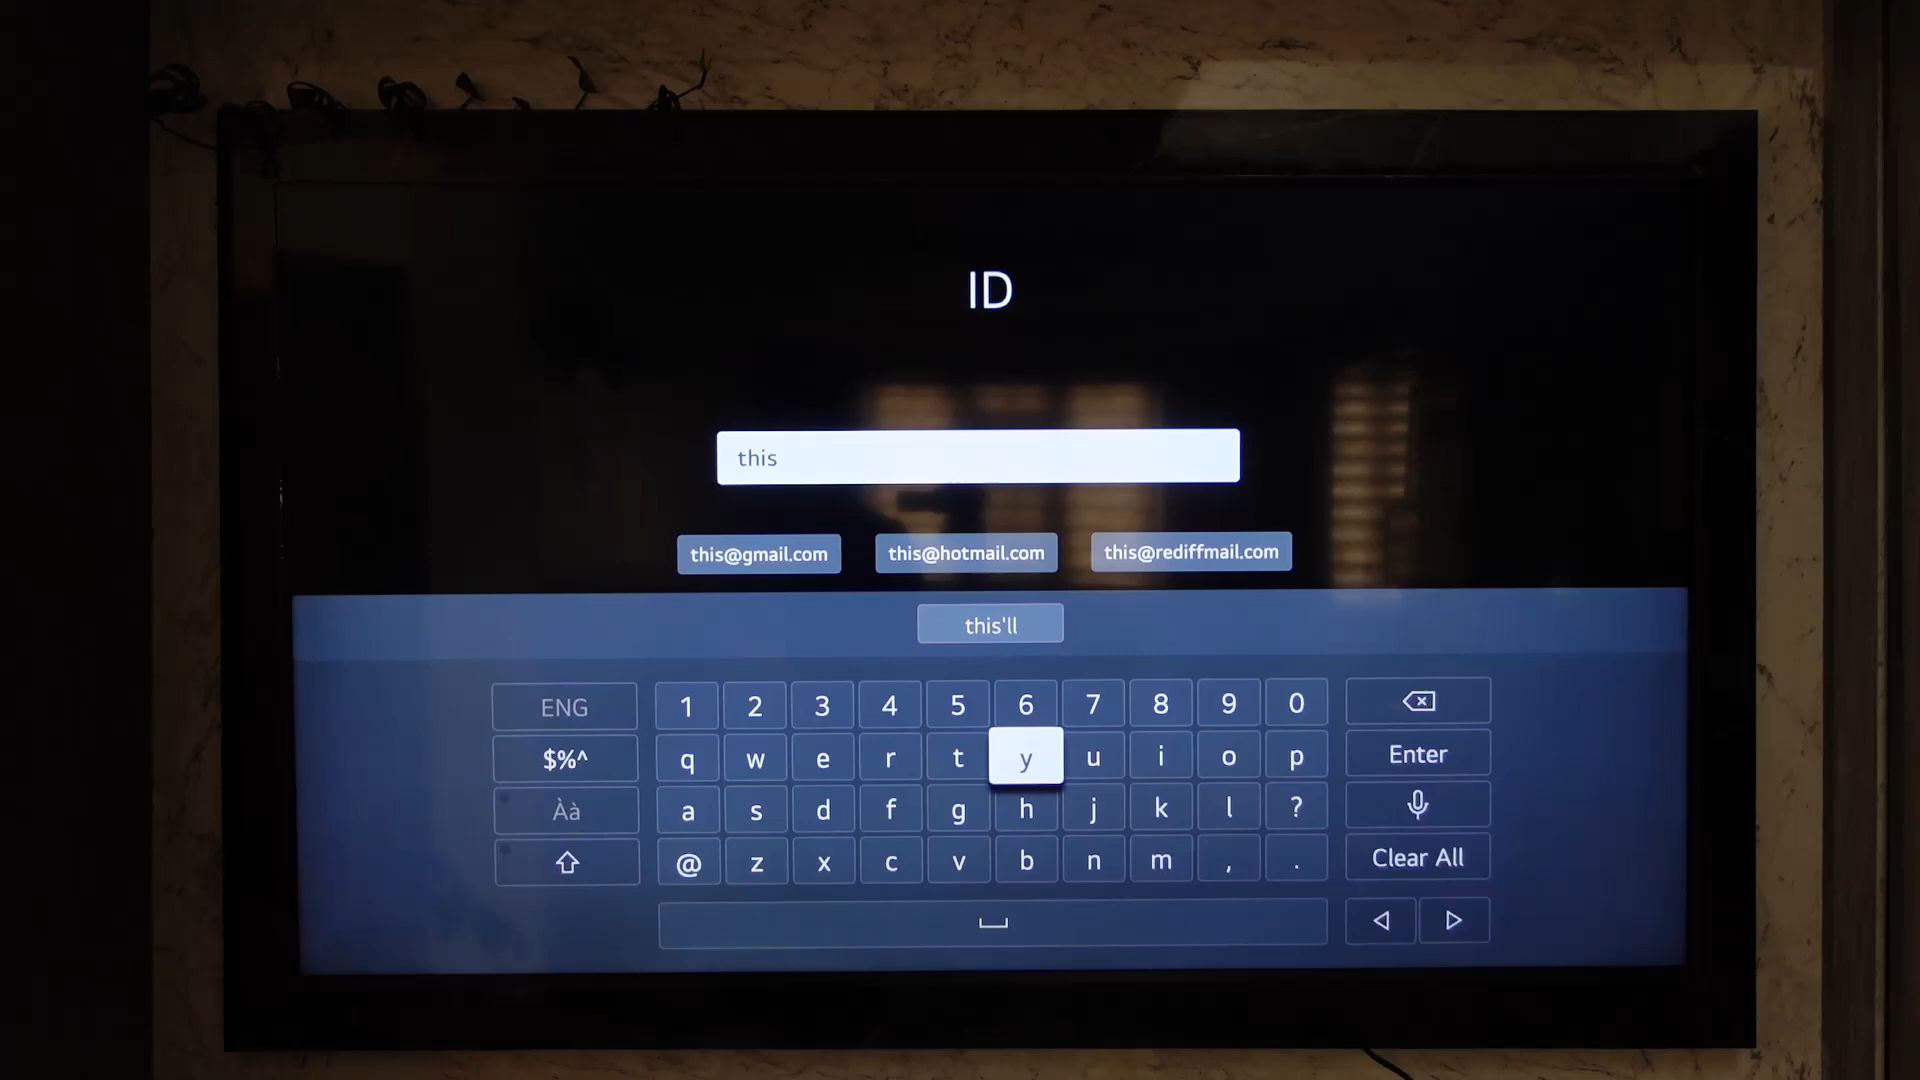 ID
this
this@gmail.com this@hotmail.com this@rediffmail.com
this'll
ENG 1 2 3 4 5 6 7 8 9 0
$%^ q w e r t y u i o p Enter
Àà a s d f g h j k l ?
@ z x c v b n m , . Clear All